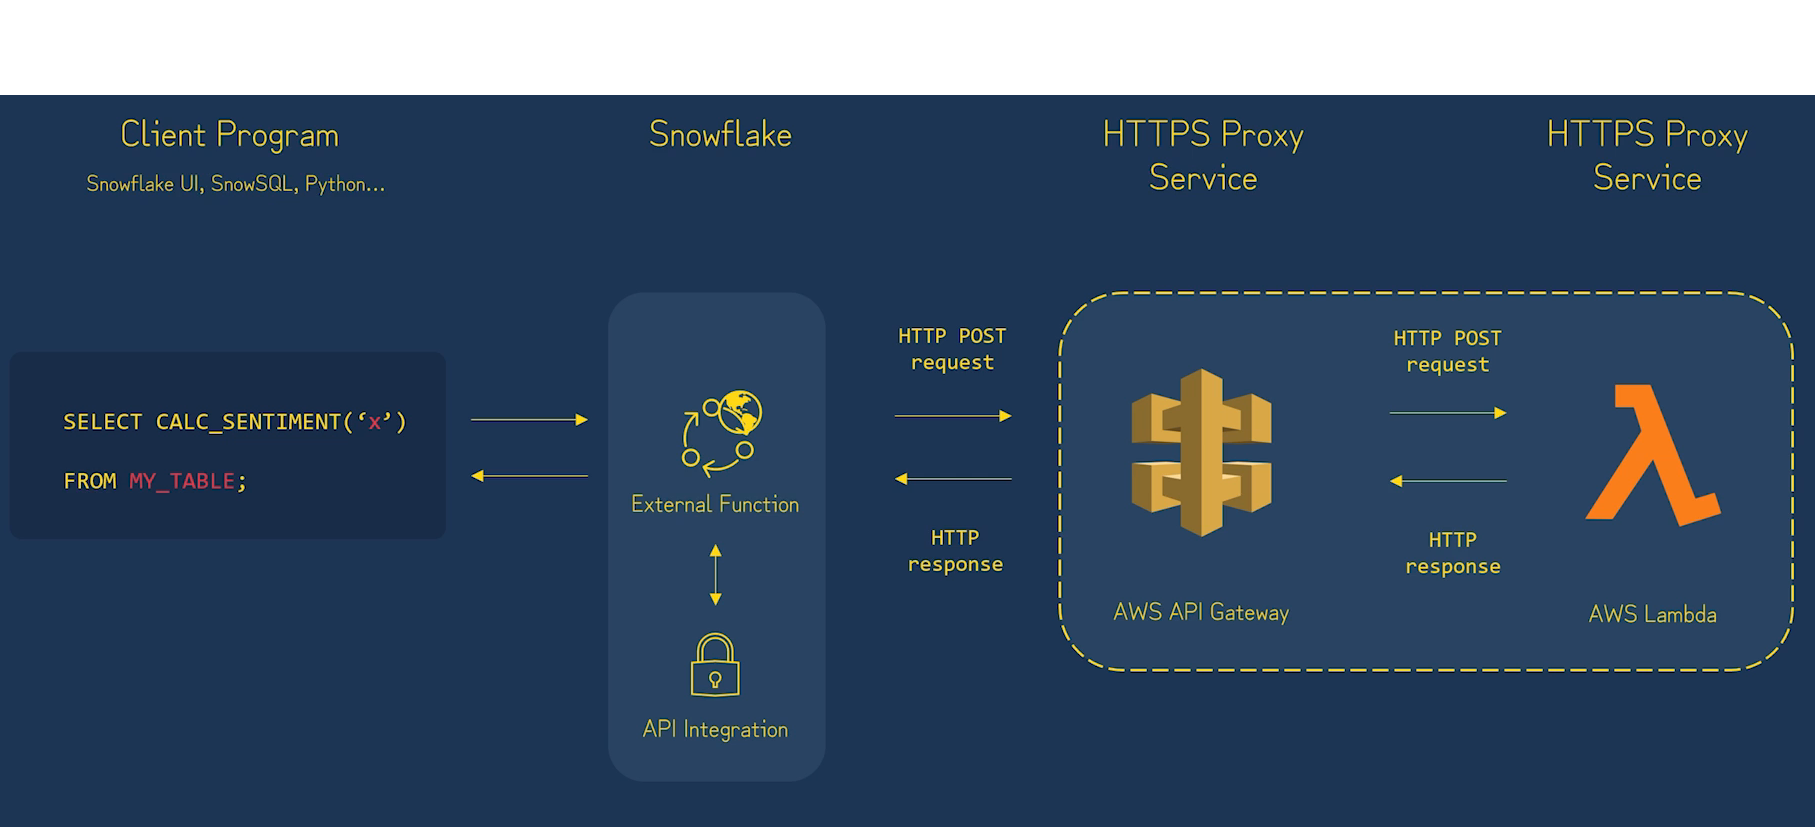 Client Program
Snowflake UI, SnowSQL, Python...
SELECT CALC_SENTIMENT(‘x’)
FROM MY_TABLE;
Snowflake
External Function
API Integration
HTTP POST
request
HTTP
response
HTTPS Proxy
Service
AWS API Gateway
HTTP POST
request
HTTP
response
HTTPS Proxy
Service
AWS Lambda